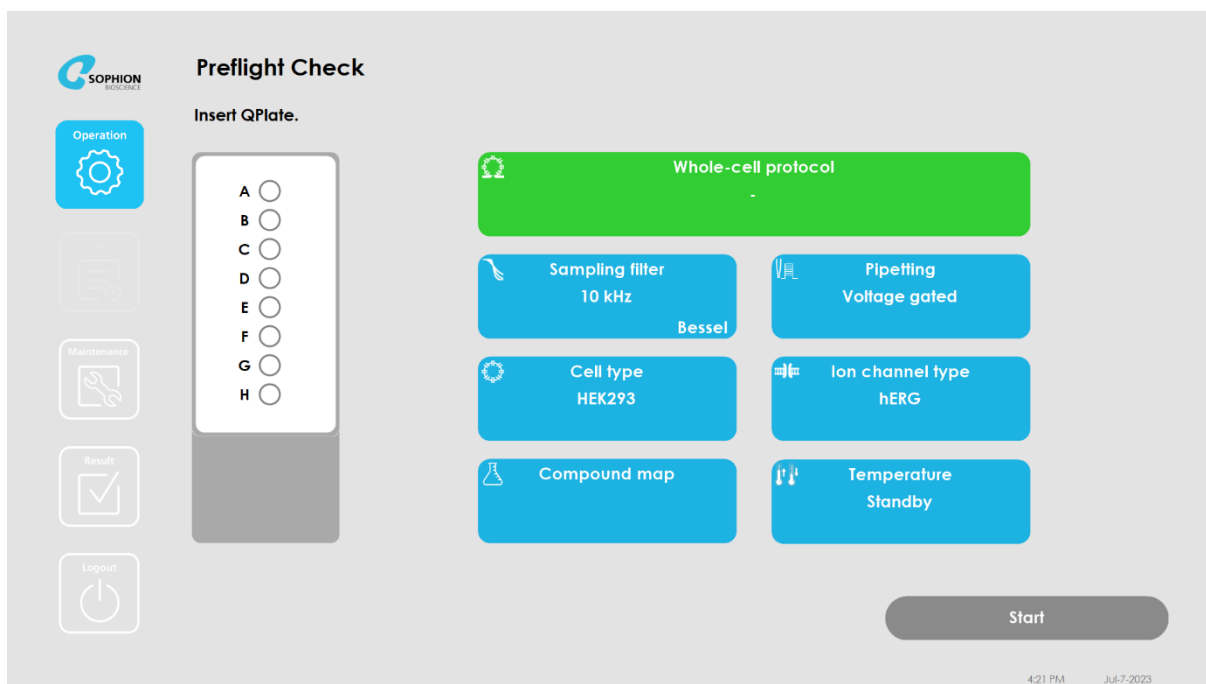 SOPHION
BIOSCIENCE
Preflight Check
Insert QPlate.
Operation
Maintenance
Result
Logout
A
B
C
D
E
F
G
H
Whole-cell protocol
-
Sampling filter
10 kHz
Bessel
Pipetting
Voltage gated
Cell type
HEK293
Ion channel type
hERG
Compound map
Temperature
Standby
Start
4:21 PM Jul-7-2023